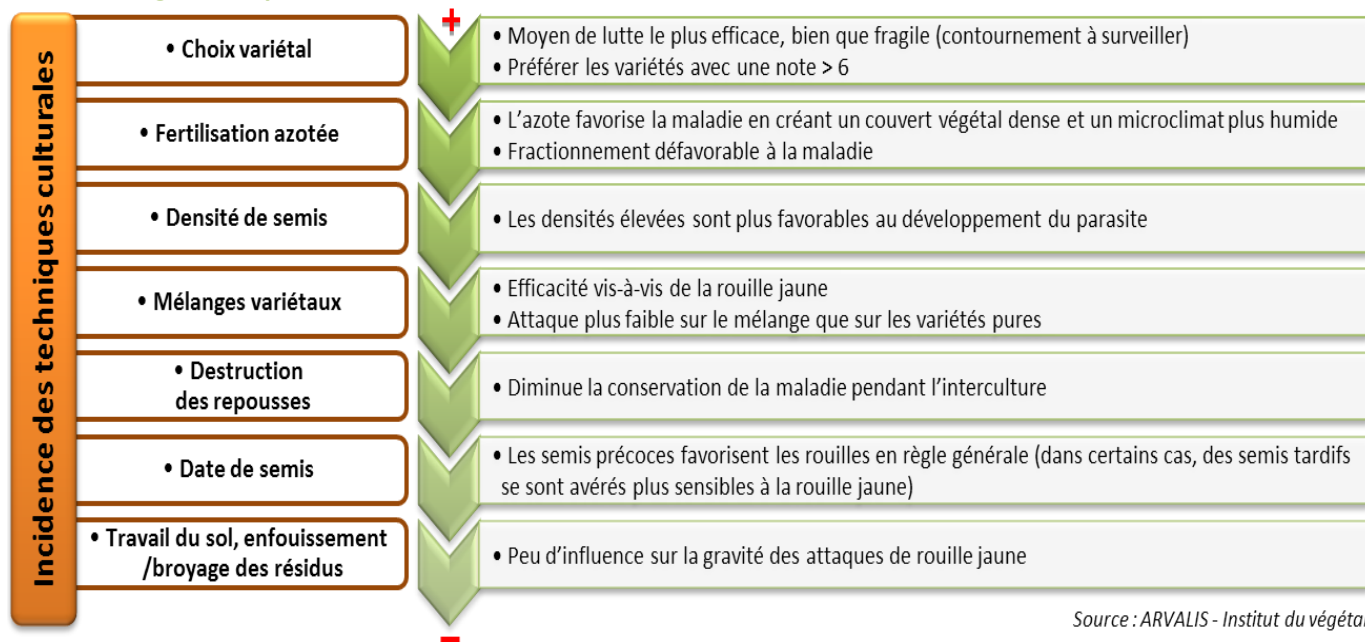 Incidence des techniques culturales
+
• Choix variétal
• Moyen de lutte le plus efficace, bien que fragile (contournement à surveiller)
• Préférer les variétés avec une note > 6
• Fertilisation azotée
• L'azote favorise la maladie en créant un couvert végétal dense et un microclimat plus humide
• Fractionnement défavorable à la maladie
• Densité de semis
• Les densités élevées sont plus favorables au développement du parasite
• Mélanges variétaux
• Efficacité vis-à-vis de la rouille jaune
• Attaque plus faible sur le mélange que sur les variétés pures
• Destruction
des repousses
• Diminue la conservation de la maladie pendant l'interculture
• Date de semis
• Les semis précoces favorisent les rouilles en règle générale (dans certains cas, des semis tardifs
se sont avérés plus sensibles à la rouille jaune)
• Travail du sol, enfouissement
/broyage des résidus
• Peu d'influence sur la gravité des attaques de rouille jaune
-
Source : ARVALIS - Institut du végétal